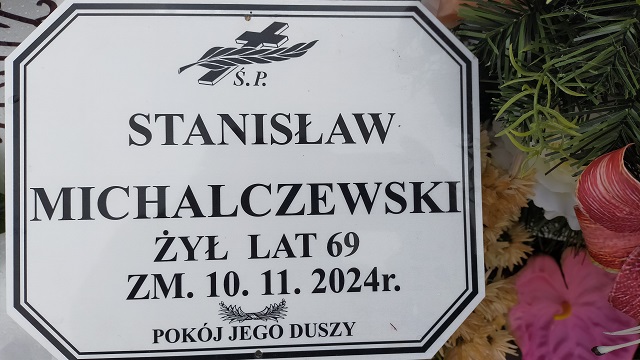 Ś.P.
STANISŁAW
MICHALCZEWSKI
ŻYŁ LAT 69
ZM. 10. 11. 2024r.
POKÓJ JEGO DUSZY